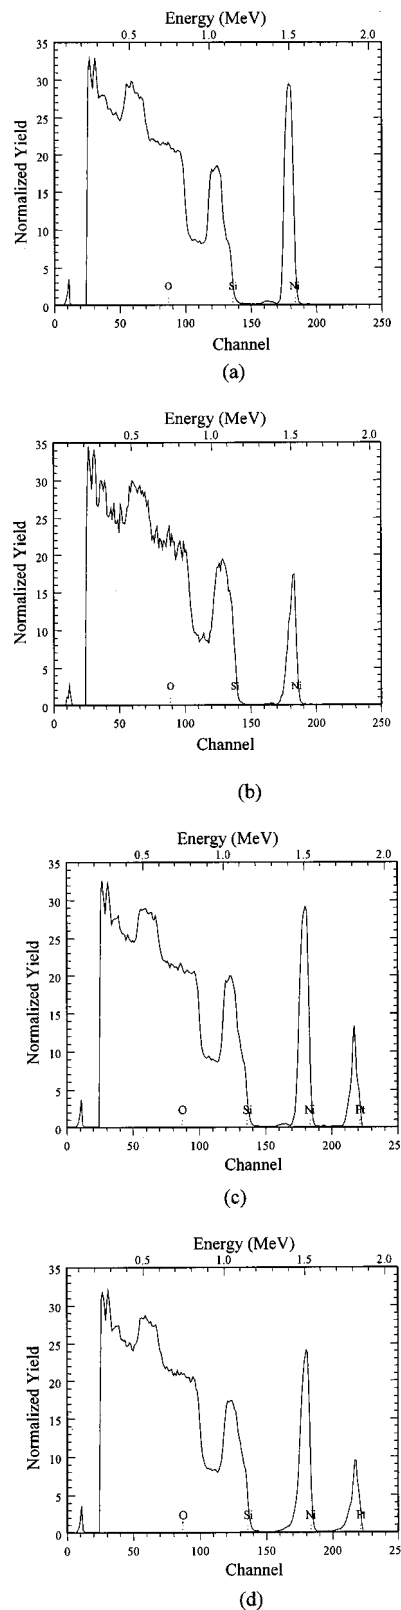 Energy (MeV)
0.5 1.0 1.5 2.0
35
30
25
20
15
10
5
0
Normalized Yield
O Si Ni
0 50 100 150 200 250
Channel
(a)
Energy (MeV)
0.5 1.0 1.5 2.0
35
30
25
20
15
10
5
0
Normalized Yield
O Si Ni
0 50 100 150 200 250
Channel
(b)
Energy (MeV)
0.5 1.0 1.5 2.0
35
30
25
20
15
10
5
0
Normalized Yield
O Si Ni Pt
0 50 100 150 200 25
Channel
(c)
Energy (MeV)
0.5 1.0 1.5 2.0
35
30
25
20
15
10
5
0
Normalized Yield
O Si Ni Pt
0 50 100 150 200 25
Channel
(d)